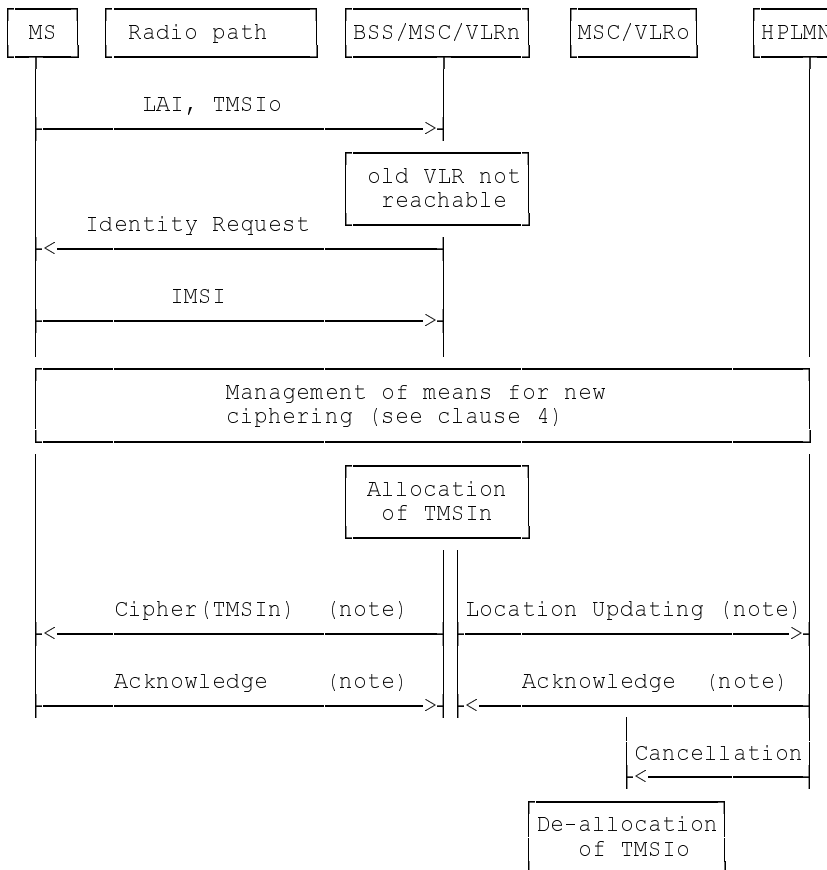 MS Radio path BSS/MSC/VLRn MSC/VLRo HPLMN
LAI, TMSIo
old VLR not
reachable
Identity Request
IMSI
Management of means for new
ciphering (see clause 4)
Allocation
of TMSIn
Cipher(TMSIn) (note) Location Updating (note)
Acknowledge (note) Acknowledge (note)
Cancellation
De-allocation
of TMSIo